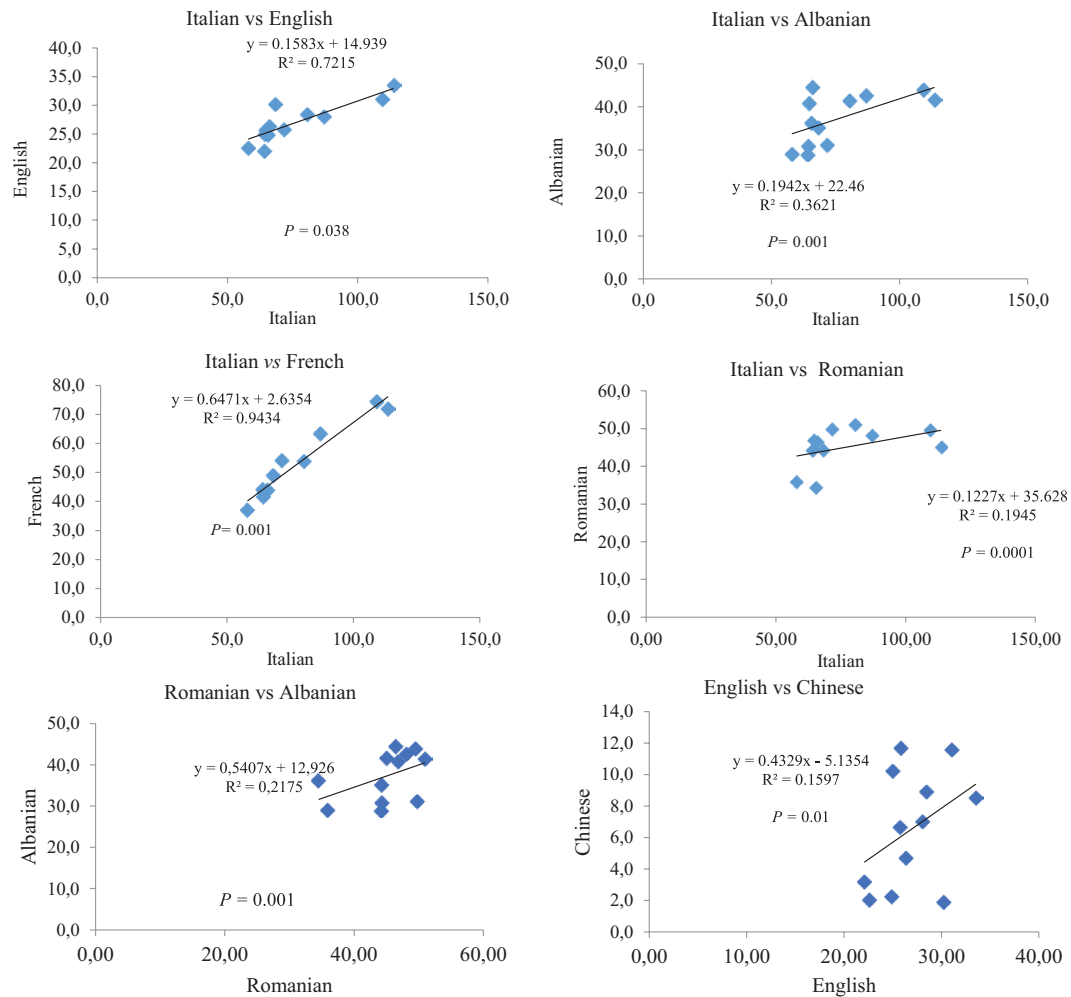 Italian vs English
y = 0.1583x + 14.939
R² = 0.7215
40,0
35,0
30,0
25,0
20,0
15,0
10,0
5,0
0,0
English
P = 0.038
0,0 50,0 100,0 150,0
Italian
Italian vs Albanian
50,0
40,0
30,0
20,0
10,0
0,0
Albanian
y = 0.1942x + 22.46
R² = 0.3621
P= 0.001
0,0 50,0 100,0 150,0
Italian
Italian vs French
y = 0.6471x + 2.6354
R² = 0.9434
80,0
70,0
60,0
50,0
40,0
30,0
20,0
10,0
0,0
French
P= 0.001
0,0 50,0 100,0 150,0
Italian
Italian vs Romanian
60,0
50,0
40,0
30,0
20,0
10,0
0,0
Romanian
y = 0.1227x + 35.628
R² = 0.1945
P = 0.0001
0,00 50,00 100,00 150,00
Italian
Romanian vs Albanian
50,0
40,0
30,0
20,0
10,0
0,0
Albanian
y = 0,5407x + 12,926
R² = 0,2175
P = 0.001
0,00 20,00 40,00 60,00
Romanian
English vs Chinese
14,0
12,0
10,0
8,0
6,0
4,0
2,0
0,0
Chinese
y = 0.4329x - 5.1354
R² = 0.1597
P = 0.01
0,00 10,00 20,00 30,00 40,00
English